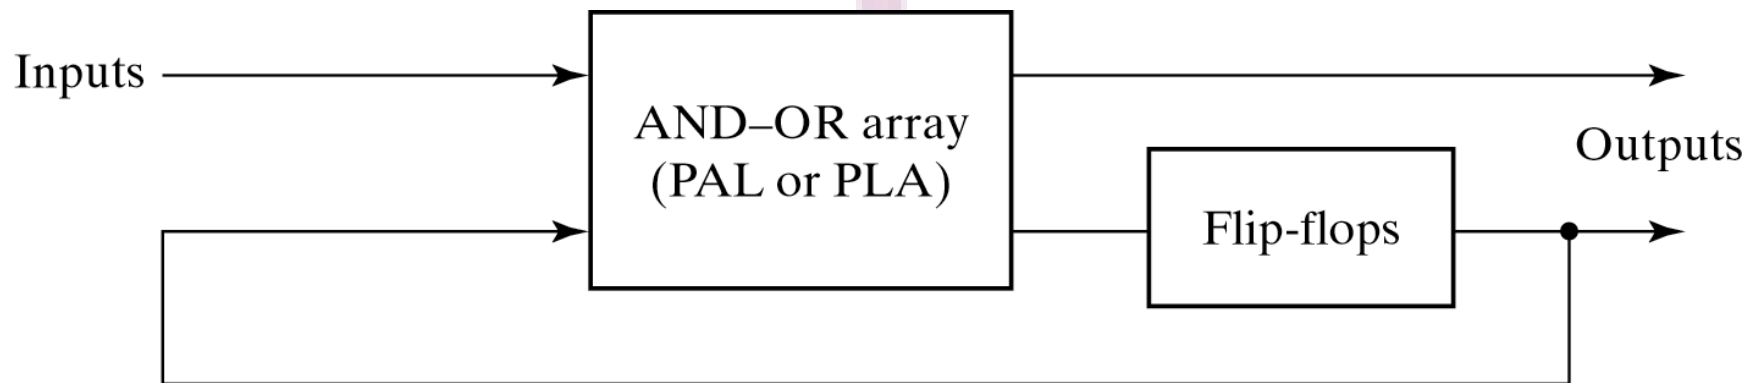 Inputs
AND–OR array
(PAL or PLA)
Outputs
Flip-flops